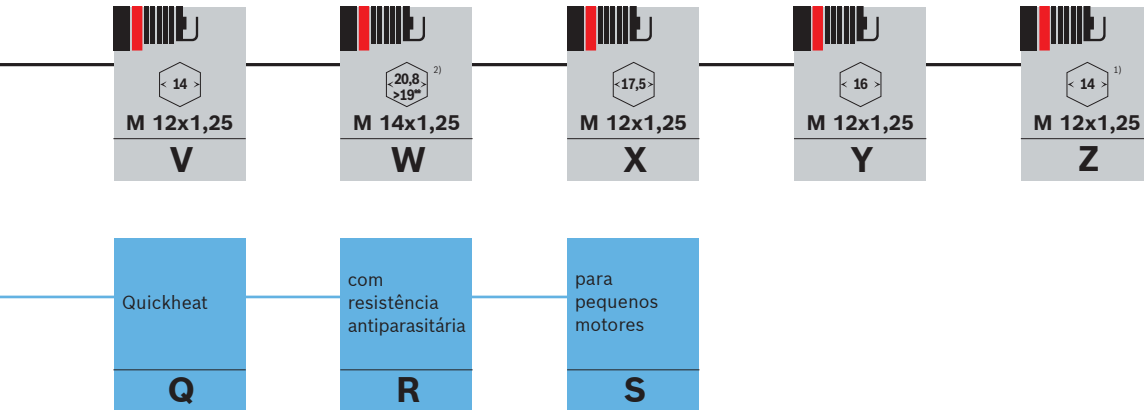 < 14 >
M 12x1,25
V
<20,8
>19**
2)
M 14x1,25
W
<17,5>
M 12x1,25
X
< 16 >
M 12x1,25
Y
< 14 >
1)
M 12x1,25
Z
Quickheat
Q
com
resistência
antiparasitária
R
para
pequenos
motores
S